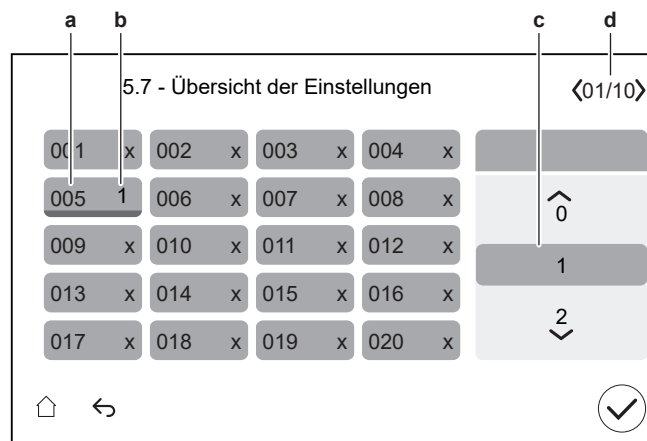 a b c d
5.7 - Übersicht der Einstellungen ❮01/10❯
001 x 002 x 003 x 004 x
005 1 006 x 007 x 008 x
0
009 x 010 x 011 x 012 x
1
013 x 014 x 015 x 016 x
2
017 x 018 x 019 x 020 x